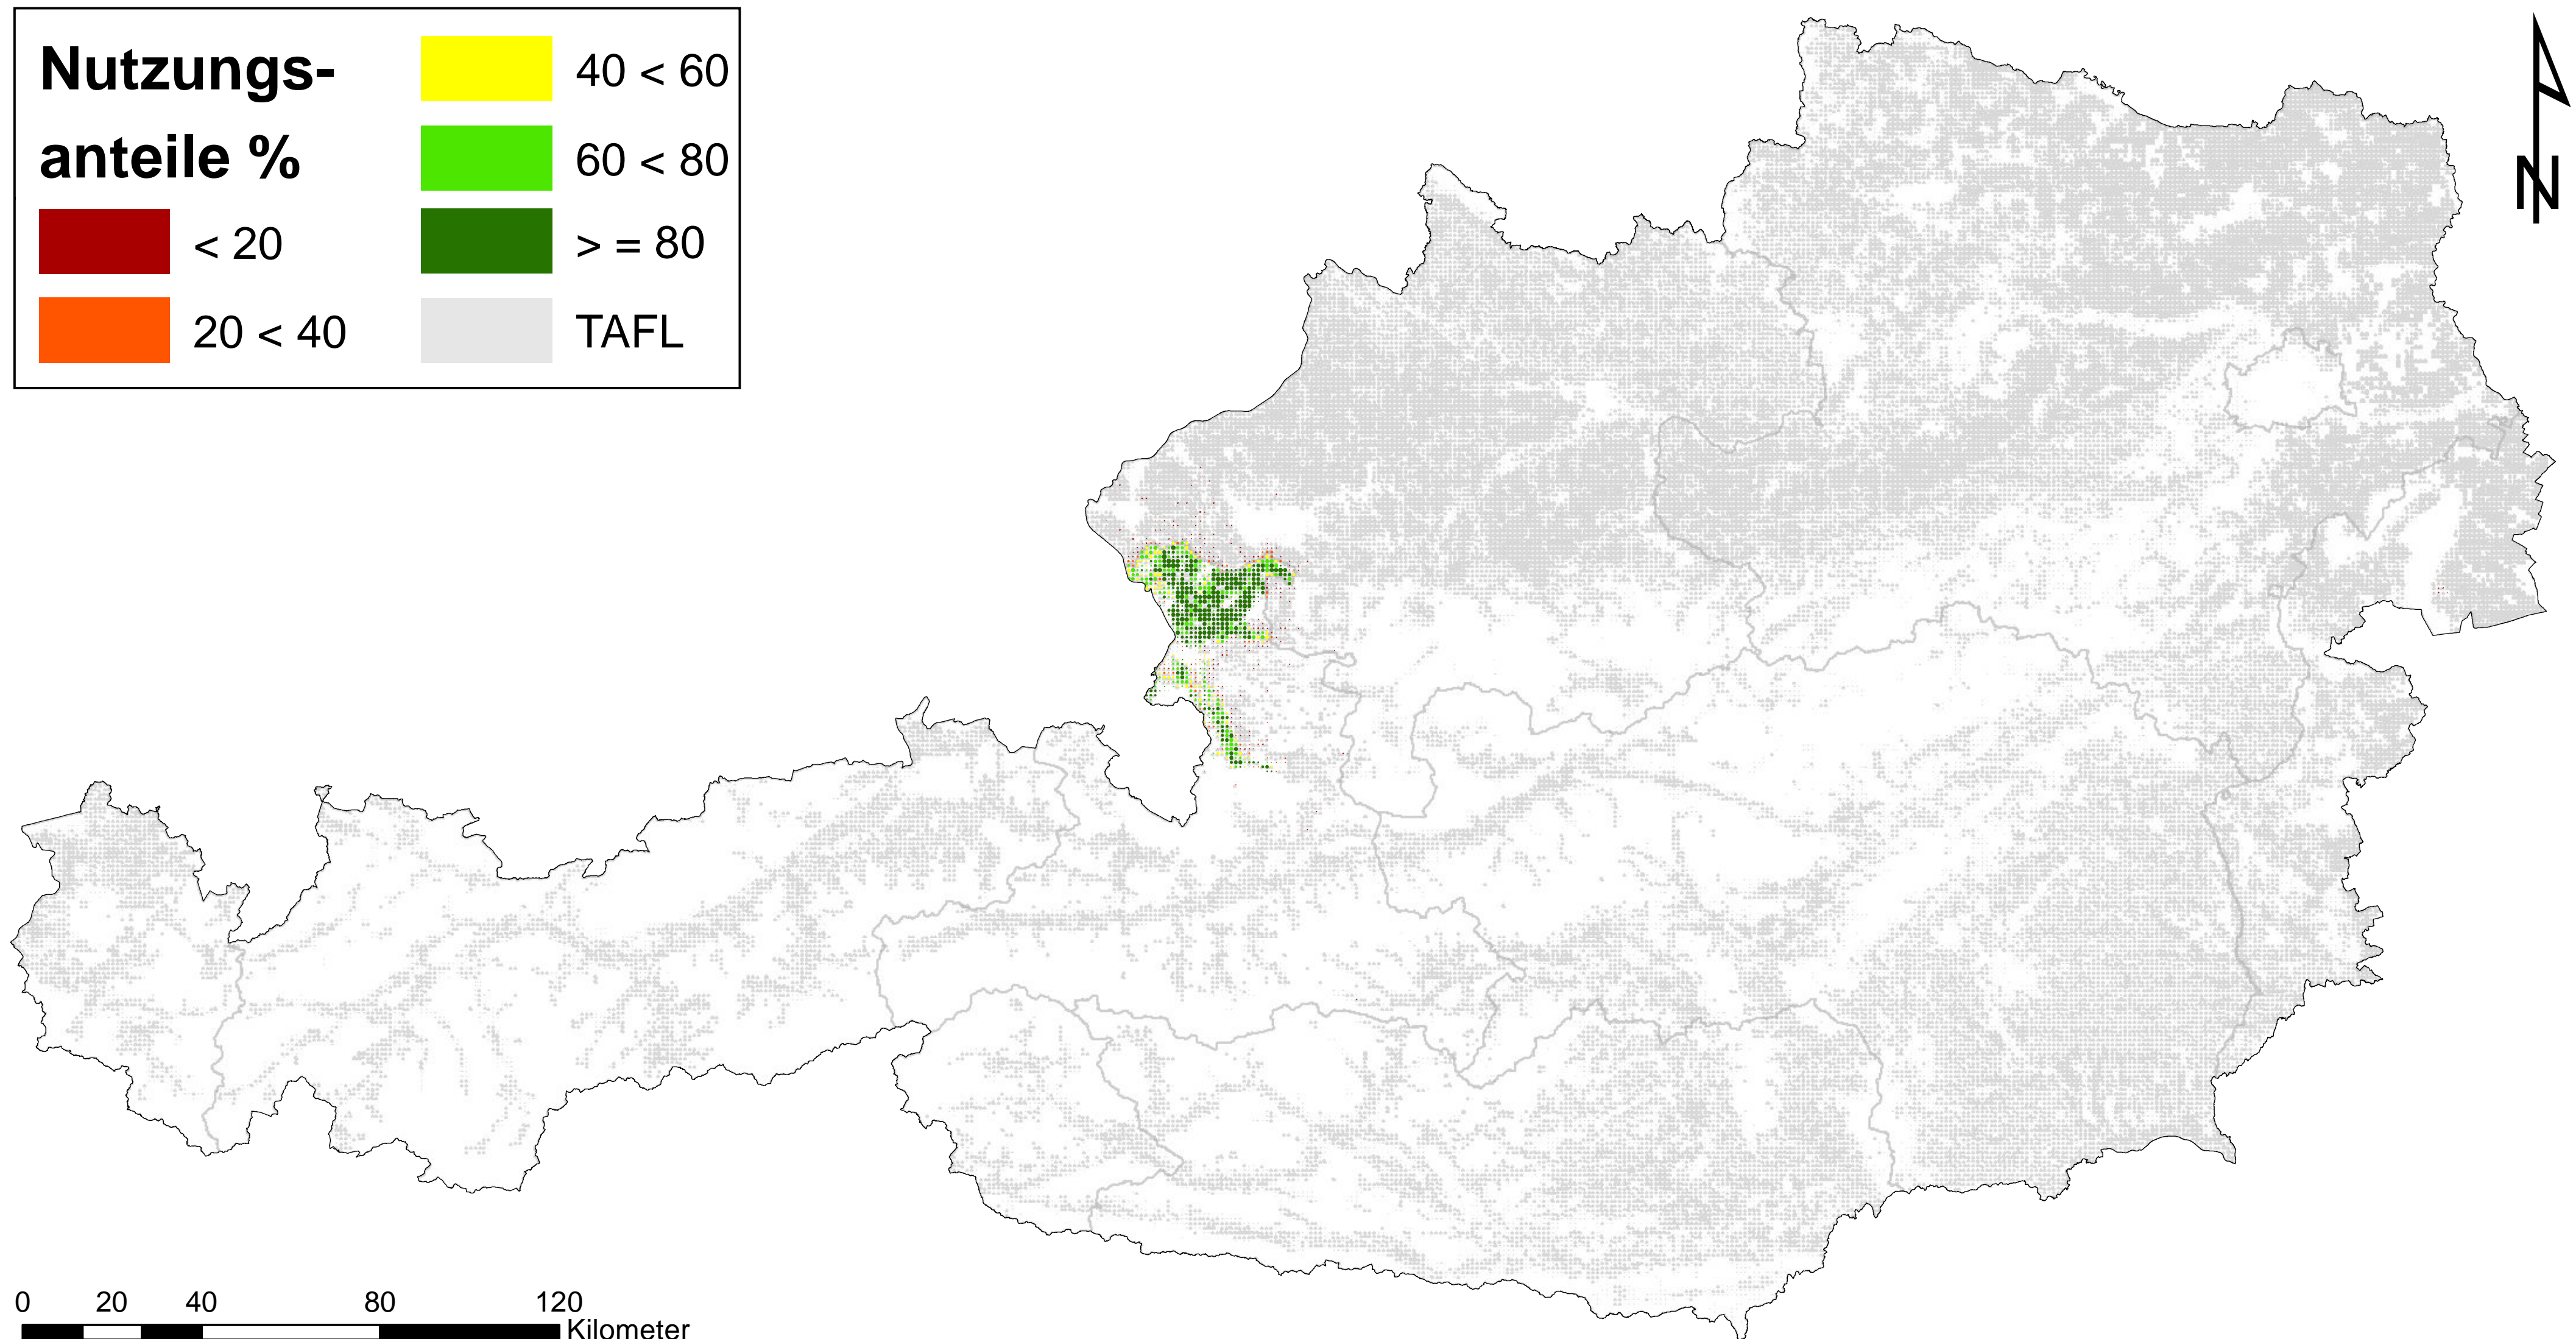 Nutzungs-
anteile %
< 20
20 < 40
40 < 60
60 < 80
> = 80
TAFL
N
0 20 40 80 120
Kilometer